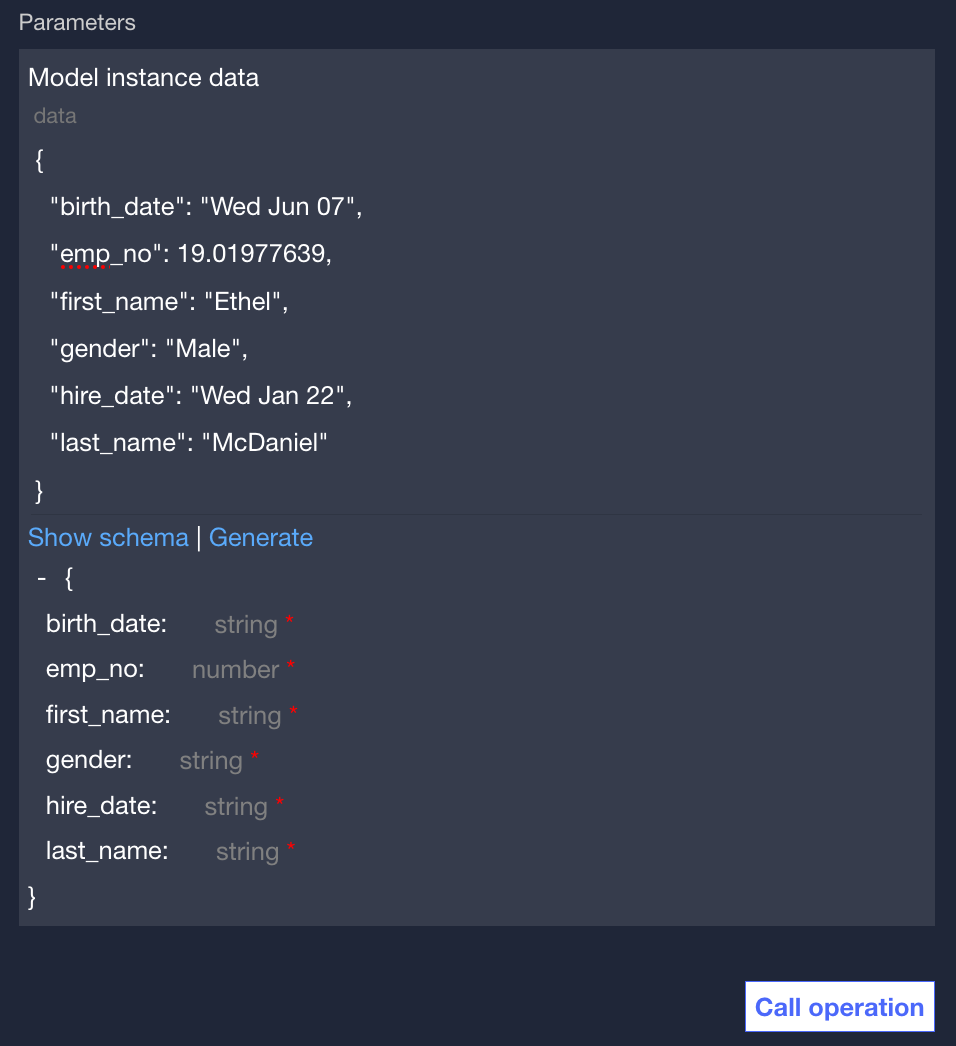 Parameters
Model instance data
data
{
"birth_date": "Wed Jun 07",
"emp_no": 19.01977639,
"first_name": "Ethel",
"gender": "Male",
"hire_date": "Wed Jan 22",
"last_name": "McDaniel"
}
Show schema | Generate
- {
birth_date: string *
emp_no: number *
first_name: string *
gender: string *
hire_date: string *
last_name: string *
}
Call operation